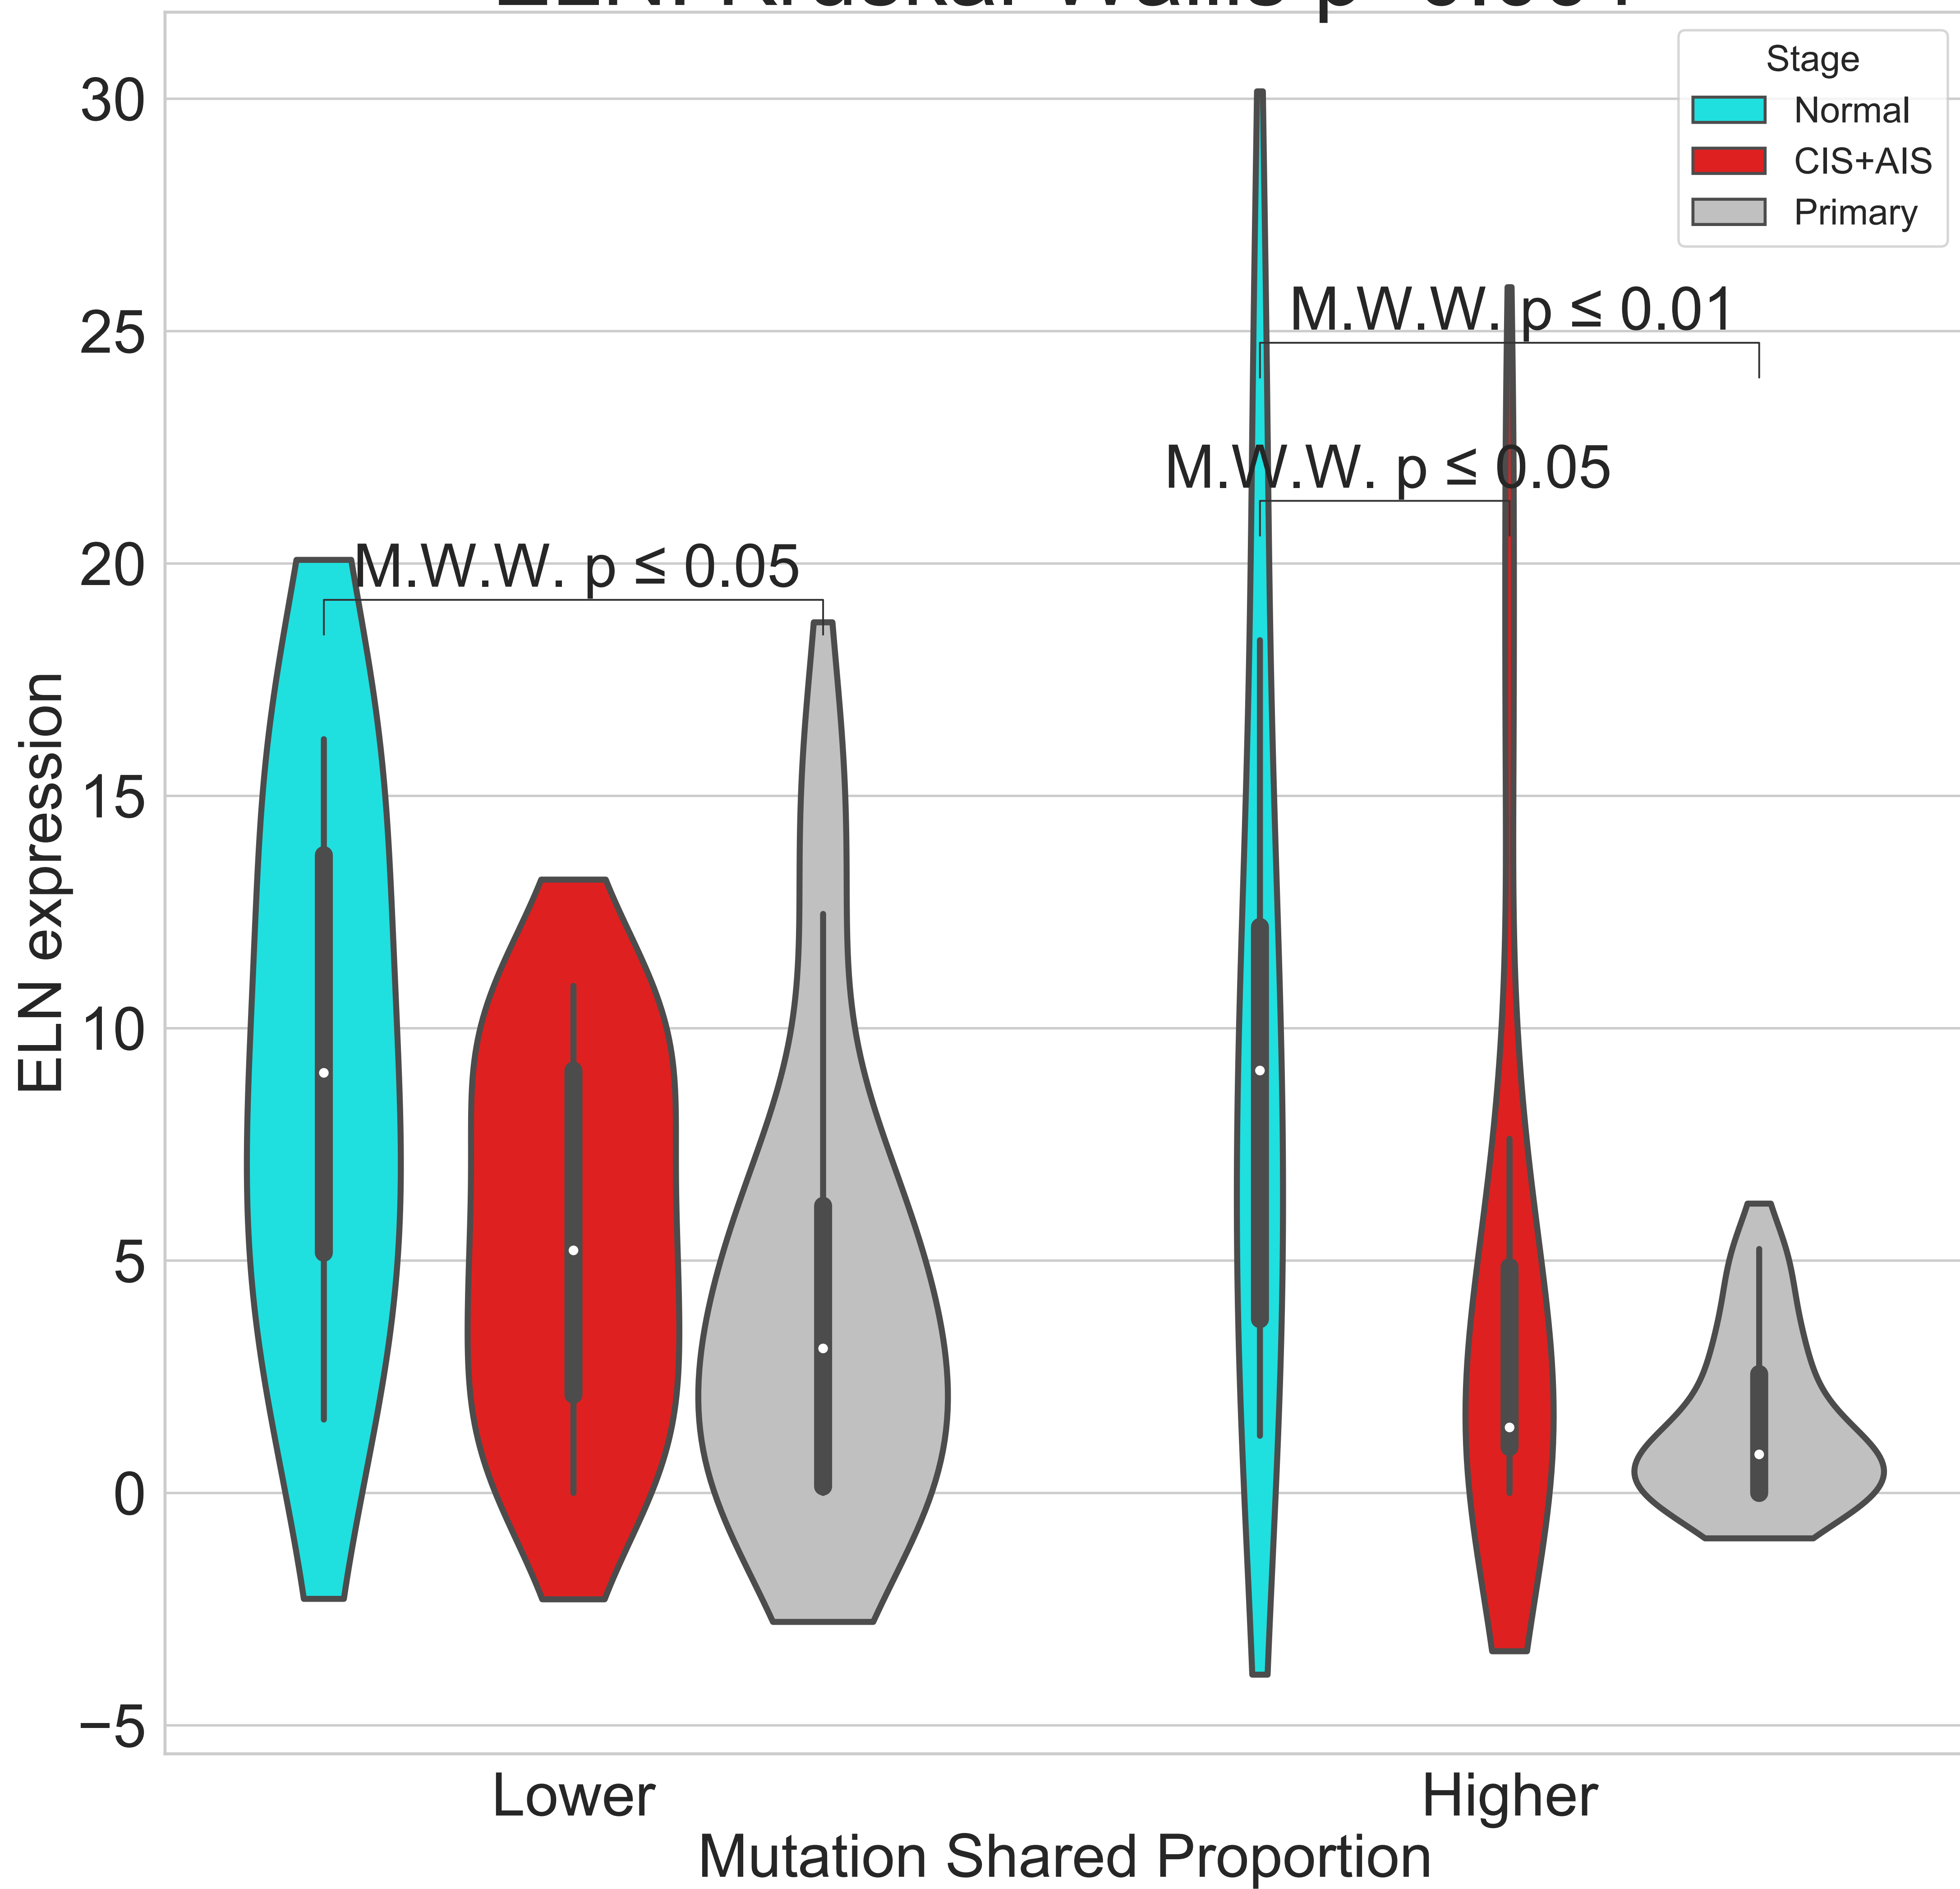 Stage
Normal
CIS+AIS
Primary
30
25
20
15
10
5
0
−5
ELN expression
M.W.W. p ≤ 0.01
M.W.W. p ≤ 0.05
M.W.W. p ≤ 0.05
Lower
Higher
Mutation Shared Proportion